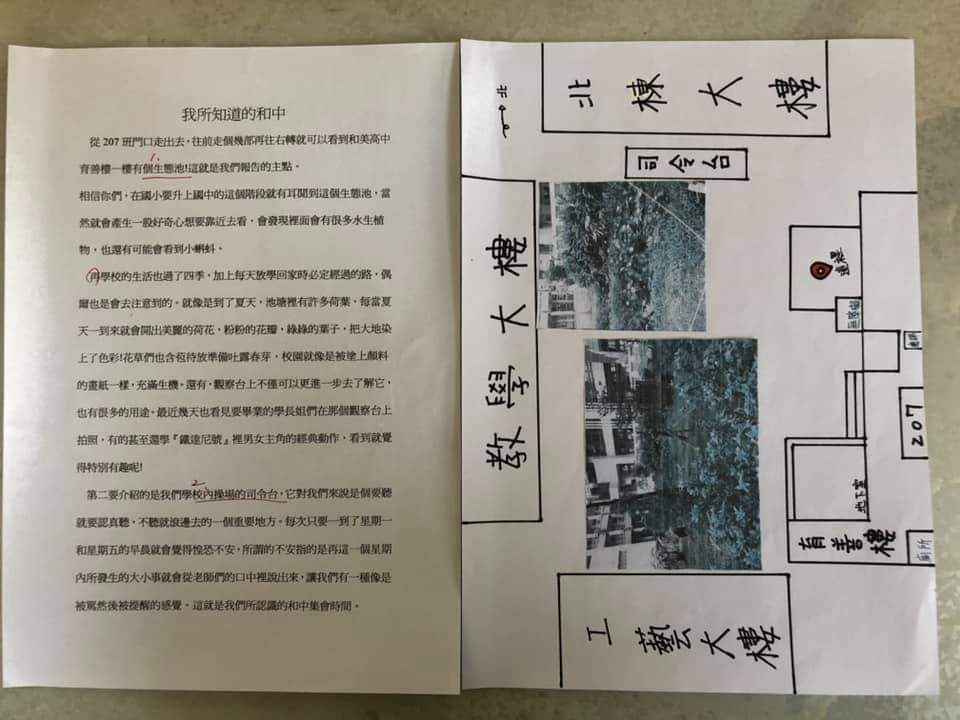 我所知道的和中
從 207 班門口走出去，往前走個幾部再往右轉就可以看到和美高中
1.
育善樓一樓有個生態池!這就是我們報告的主點。
相信你們，在國小要升上國中的這個階段就有耳聞到這個生態池，當
然就會產生一股好奇心想要靠近去看，會發現裡面會有很多水生植
物，也還有可能會看到小蝌蚪。
再學校的生活也過了四季，加上每天放學回家時必定經過的路，偶
爾也是會去注意到的。就像是到了夏天，池塘裡有許多荷葉，每當夏
天一到來就會開出美麗的荷花，粉粉的花瓣，綠綠的葉子，把大地染
上了色彩!花草們也含苞待放準備吐露春芽，校園就像是被塗上顏料
的畫紙一樣，充滿生機。還有，觀察台上不僅可以更進一步去了解它，
也有很多的用途。最近幾天也看見要畢業的學長姐們在那個觀察台上
拍照，有的甚至還學『鐵達尼號』裡男女主角的經典動作，看到就覺
得特別有趣呢!
2
第二要介紹的是我們學校內操場的司令台，它對我們來說是個要聽
就要認真聽，不聽就滾邊去的一個重要地方。每次只要一到了星期一
和星期五的早晨就會覺得惶恐不安，所謂的不安指的是再這一個星期
內所發生的大小事就會從老師們的口中裡說出來，讓我們有一種像是
被罵然後被提醒的感覺，這就是我們所認識的和中集會時間。
北
北棟大樓
司令台
教學大樓
207
地下室
育善樓
廁所
工藝大樓